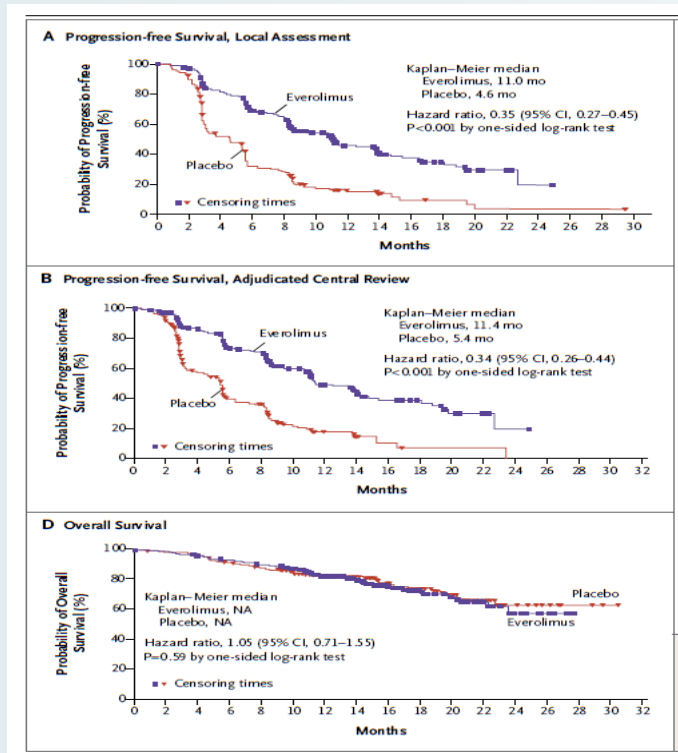 A Progression-free Survival, Local Assessment
Probability of Progression-free
Survival (%)
100
80
60
40
20
0
Everolimus
Placebo
Kaplan–Meier median
Everolimus, 11.0 mo
Placebo, 4.6 mo
Hazard ratio, 0.35 (95% CI, 0.27–0.45)
P<0.001 by one-sided log-rank test
Censoring times
0 2 4 6 8 10 12 14 16 18 20 22 24 26 28 30
Months
B Progression-free Survival, Adjudicated Central Review
Probability of Progression-free
Survival (%)
100
80
60
40
20
0
Everolimus
Placebo
Kaplan–Meier median
Everolimus, 11.4 mo
Placebo, 5.4 mo
Hazard ratio, 0.34 (95% CI, 0.26–0.44)
P<0.001 by one-sided log-rank test
Censoring times
0 2 4 6 8 10 12 14 16 18 20 22 24 26 28 30 32
Months
D Overall Survival
Probability of Overall
Survival (%)
100
80
60
40
20
0
Kaplan–Meier median
Everolimus, NA
Placebo, NA
Hazard ratio, 1.05 (95% CI, 0.71–1.55)
P=0.59 by one-sided log-rank test
Placebo
Everolimus
Censoring times
0 2 4 6 8 10 12 14 16 18 20 22 24 26 28 30 32
Months